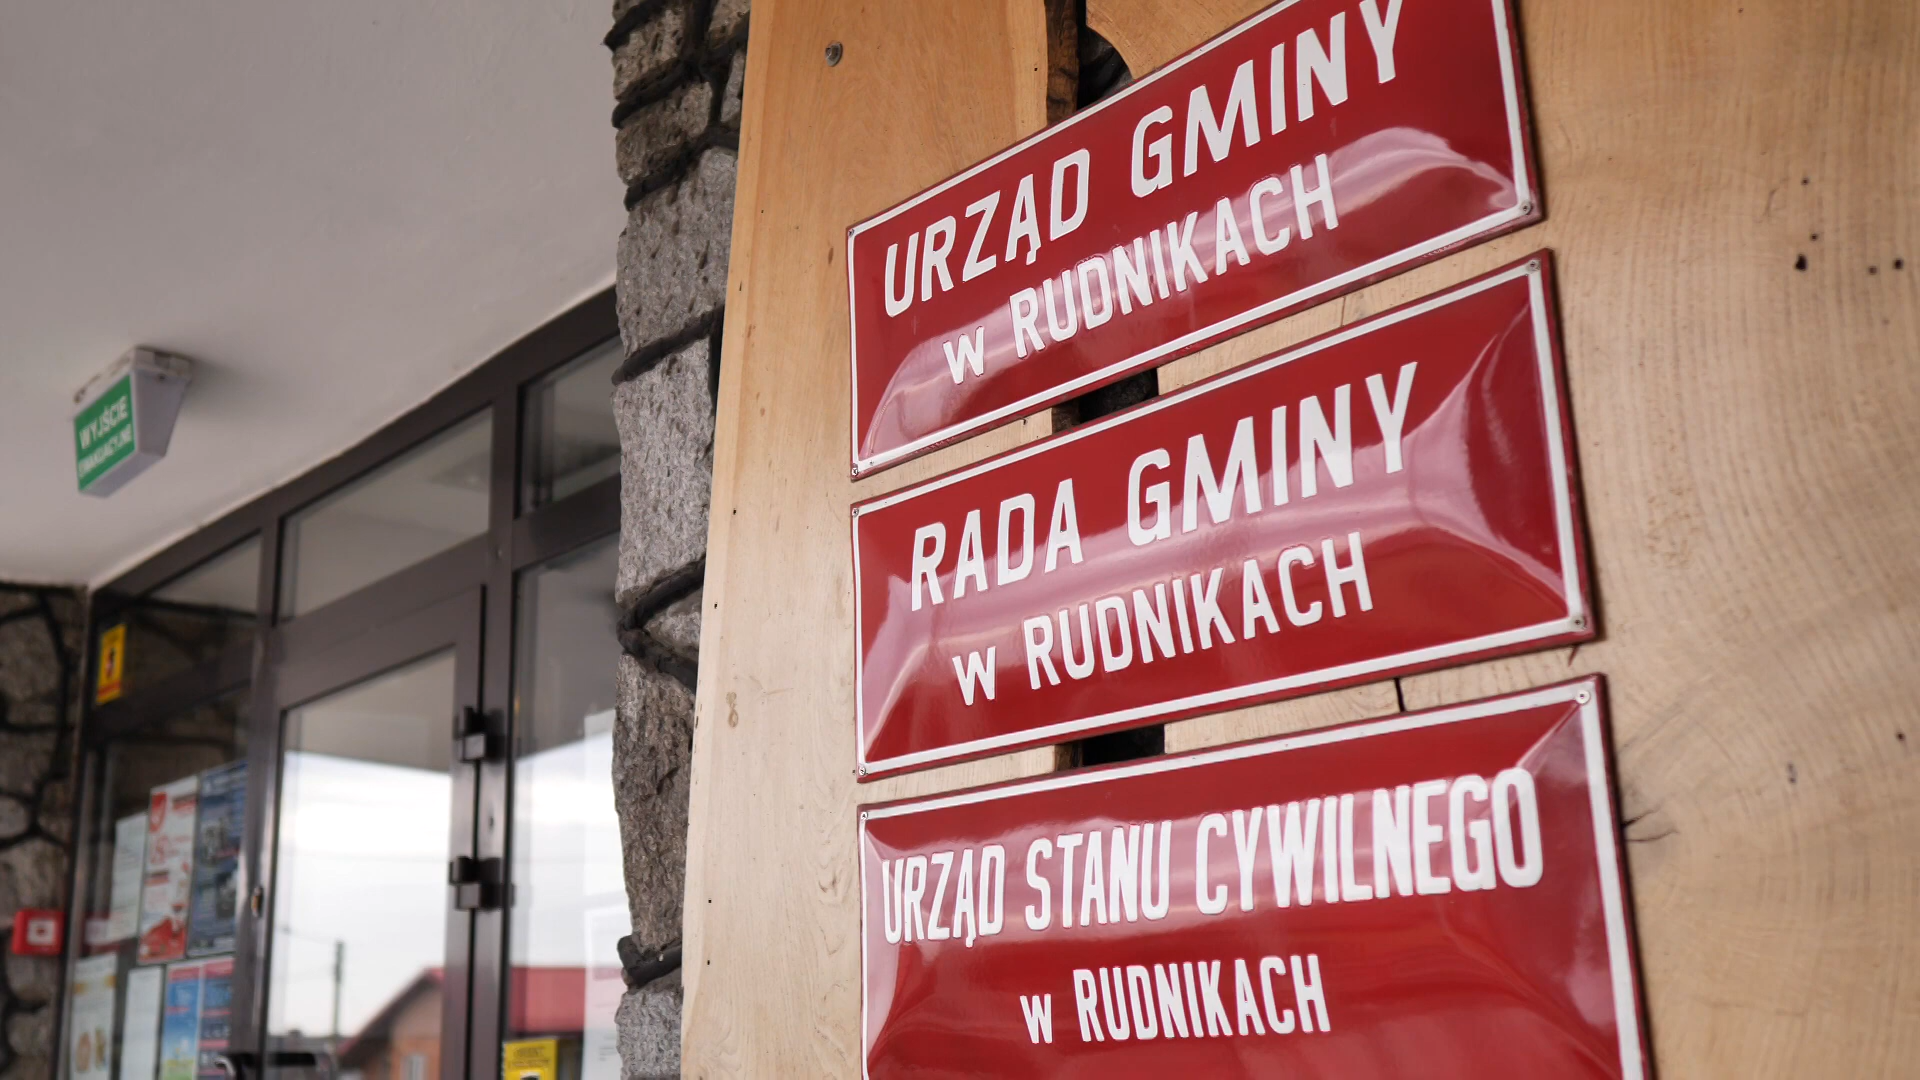 WYJŚCIE
EWAKUACYJNE
URZĄD GMINY
w RUDNIKACH
RADA GMINY
w RUDNIKACH
URZĄD STANU CYWILNEGO
w RUDNIKACH